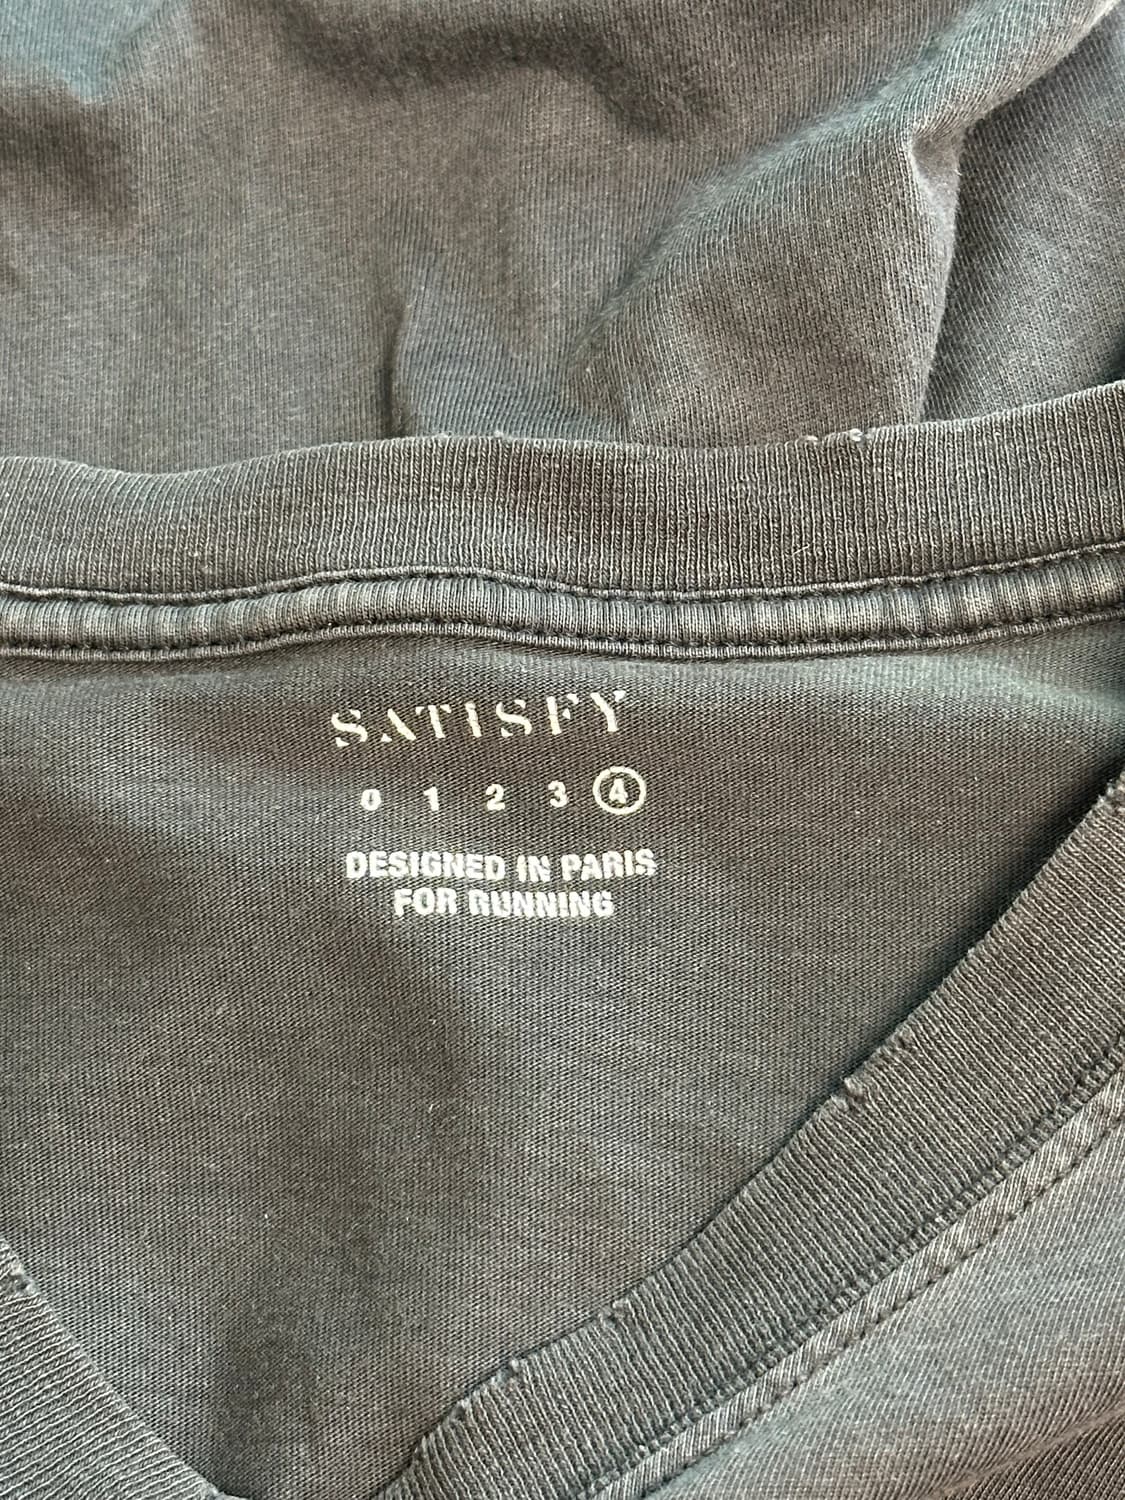 SATISFY
0 1 2 3 4
DESIGNED IN PARIS
FOR RUNNING